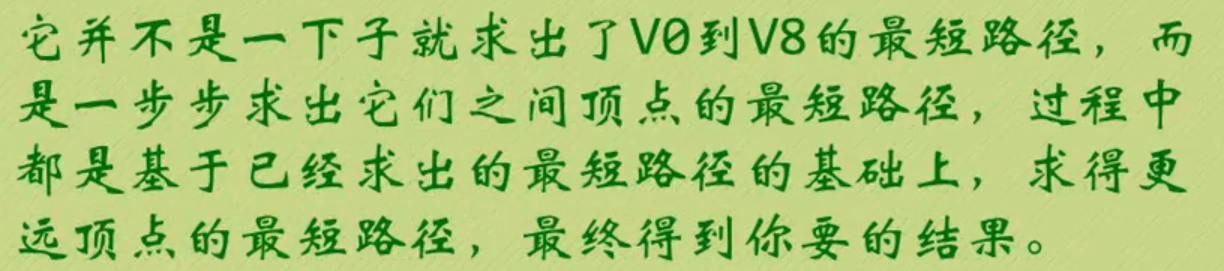 它并不是一下子就求出了V0到V8的最短路径，而
是一步步求出它们之间顶点的最短路径，过程中
都是基于已经求出的最短路径的基础上，求得更
远顶点的最短路径，最终得到你要的结果。